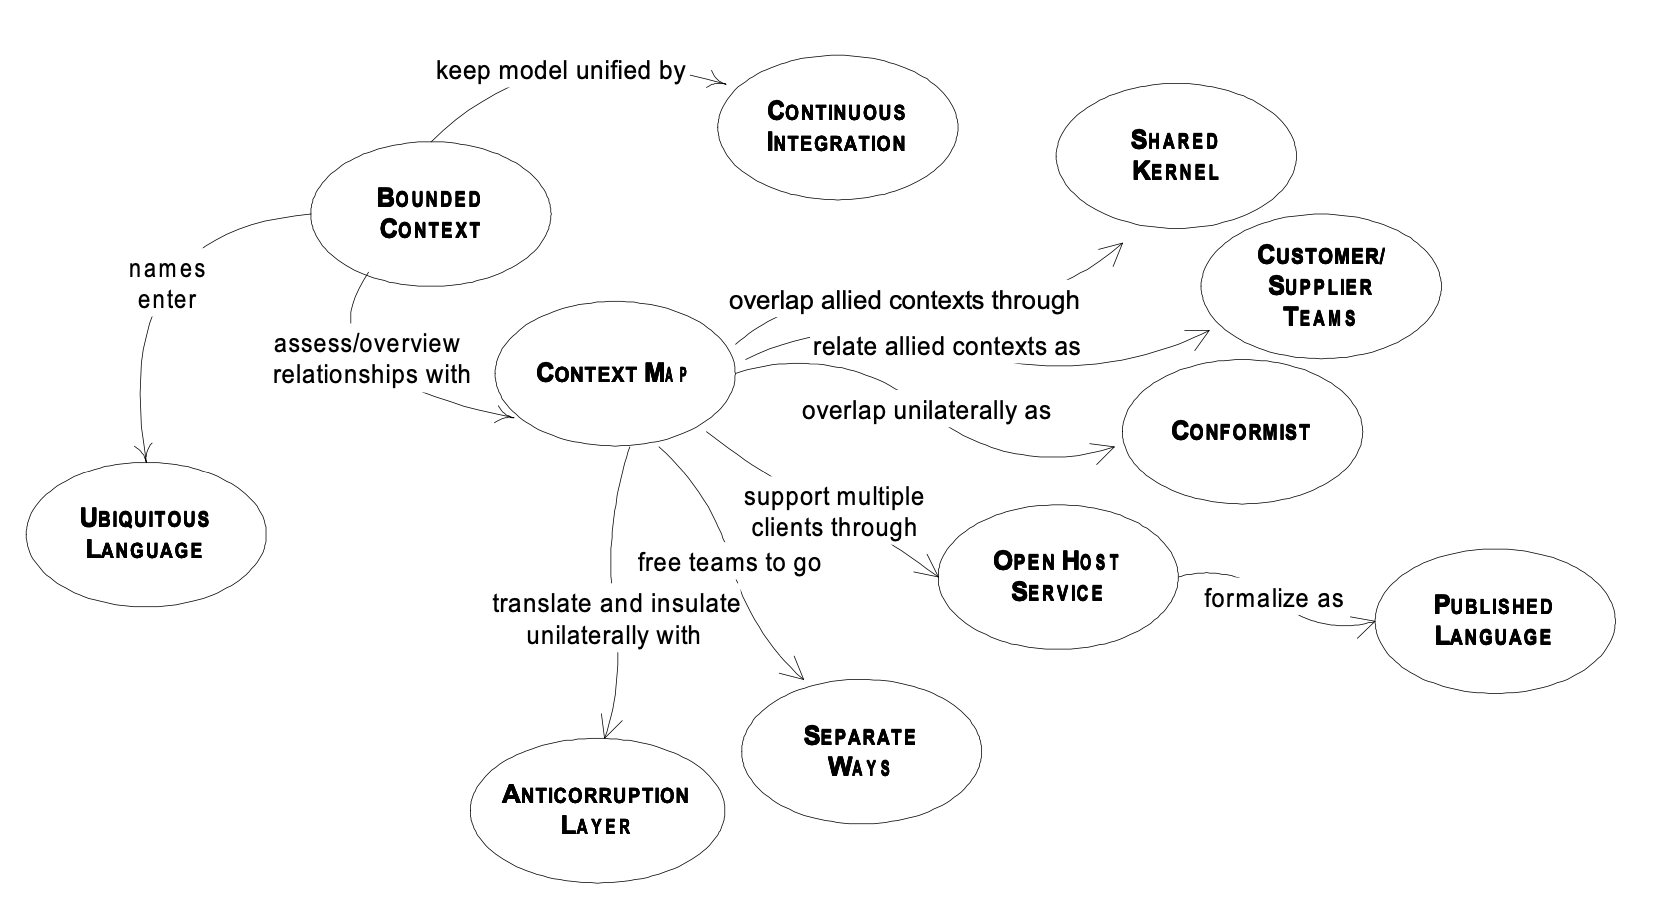 keep model unified by
CONTINUOUS
INTEGRATION
SHARED
KERNEL
BOUNDED
CONTEXT
names
enter
CUSTOMER/
SUPPLIER
TEAMS
overlap allied contexts through
assess/overview
relationships with
CONTEXT MAP
relate allied contexts as
overlap unilaterally as
CONFORMIST
UBIQUITOUS
LANGUAGE
support multiple
clients through
free teams to go
OPEN HOST
SERVICE
formalize as
PUBLISHED
LANGUAGE
translate and insulate
unilaterally with
SEPARATE
WAYS
ANTICORRUPTION
LAYER